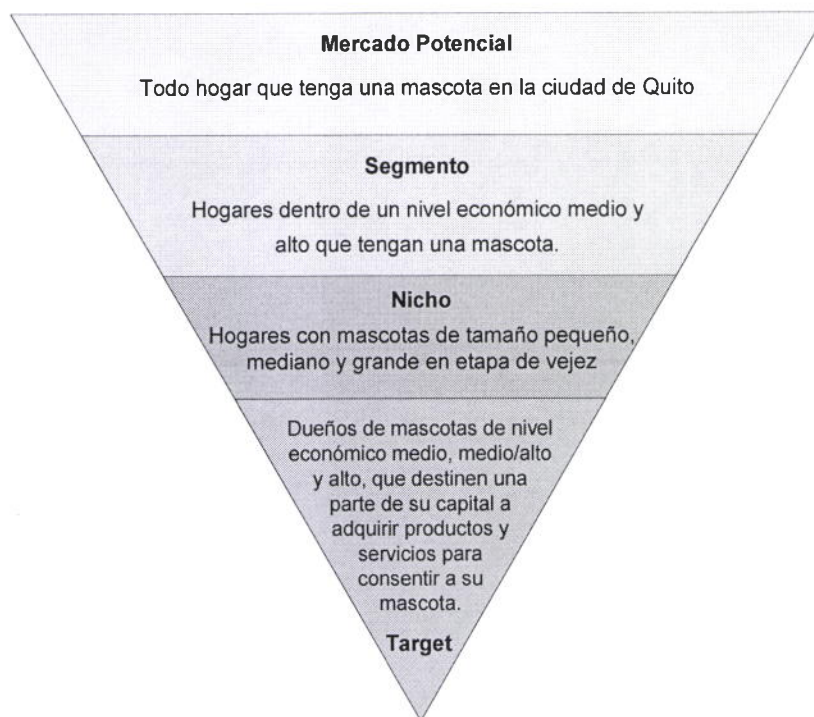 Mercado Potencial
Todo hogar que tenga una mascota en la ciudad de Quito
Segmento
Hogares dentro de un nivel económico medio y
alto que tengan una mascota.
Nicho
Hogares con mascotas de tamaño pequeño,
mediano y grande en etapa de vejez
Dueños de mascotas de nivel
económico medio, medio/alto
y alto, que destinen una
parte de su capital a
adquirir productos y
servicios para
consentir a su
mascota.
Target